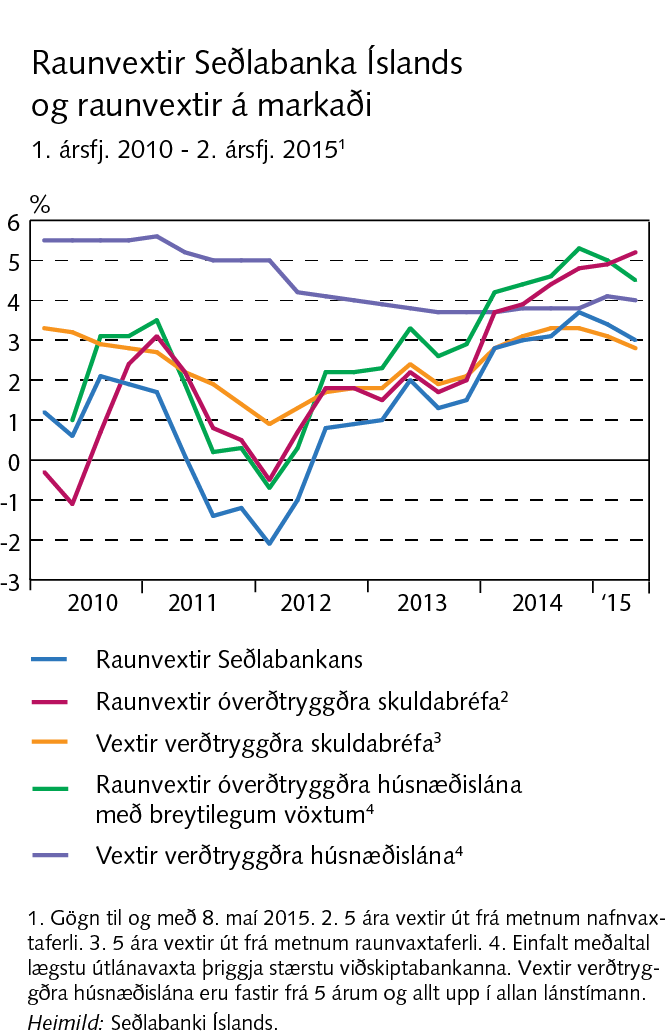 Raunvextir Seðlabanka Íslands
og raunvextir á markaði
1. ársfj. 2010 - 2. ársfj. 2015¹
%
6
5
4
3
2
1
0
-1
-2
-3
2010 2011 2012 2013 2014 ‘15
Raunvextir Seðlabankans
Raunvextir óverðtryggðra skuldabréfa²
Vextir verðtryggðra skuldabréfa³
Raunvextir óverðtryggðra húsnæðislána
með breytilegum vöxtum⁴
Vextir verðtryggðra húsnæðislána⁴
1. Gögn til og með 8. maí 2015. 2. 5 ára vextir út frá metnum nafnvax-
taferli. 3. 5 ára vextir út frá metnum raunvaxtaferli. 4. Einfalt meðaltal
lægstu útlánavaxta þriggja stærstu viðskiptabankanna. Vextir verðtryg-
gðra húsnæðislána eru fastir frá 5 árum og allt upp í allan lánstímann.
Heimild: Seðlabanki Íslands.